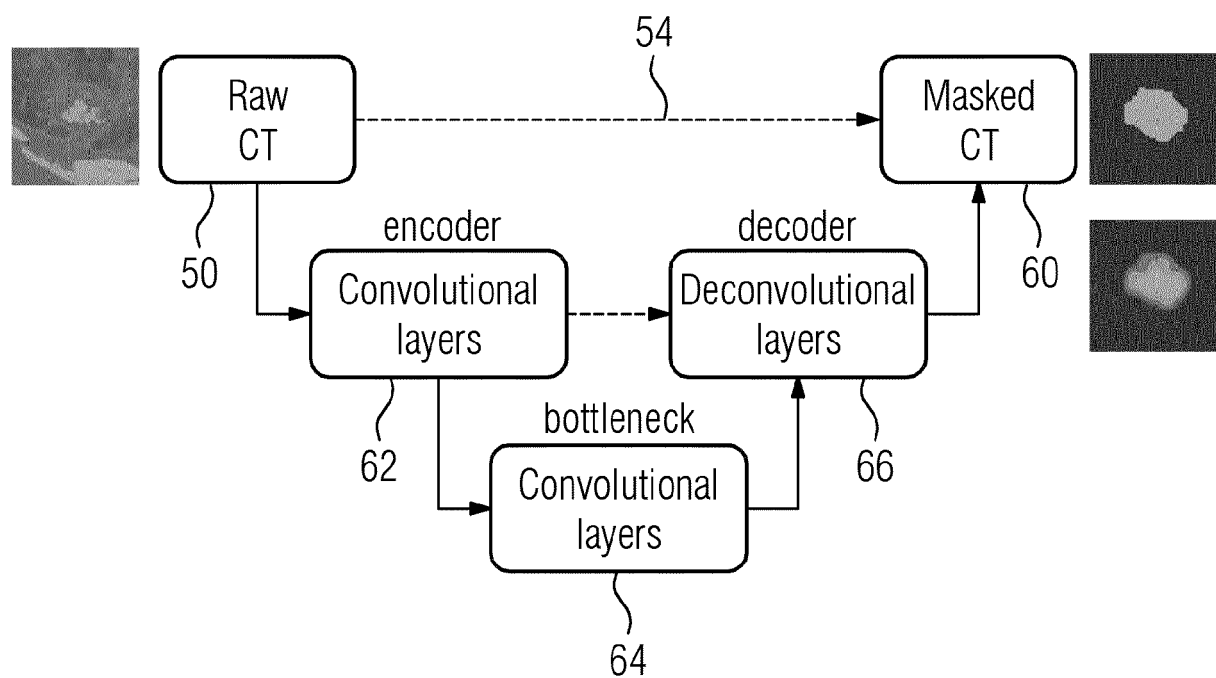 54
Raw
CT
Masked
CT
50
encoder
decoder
60
Convolutional
layers
Deconvolutional
layers
62
bottleneck
66
Convolutional
layers
64